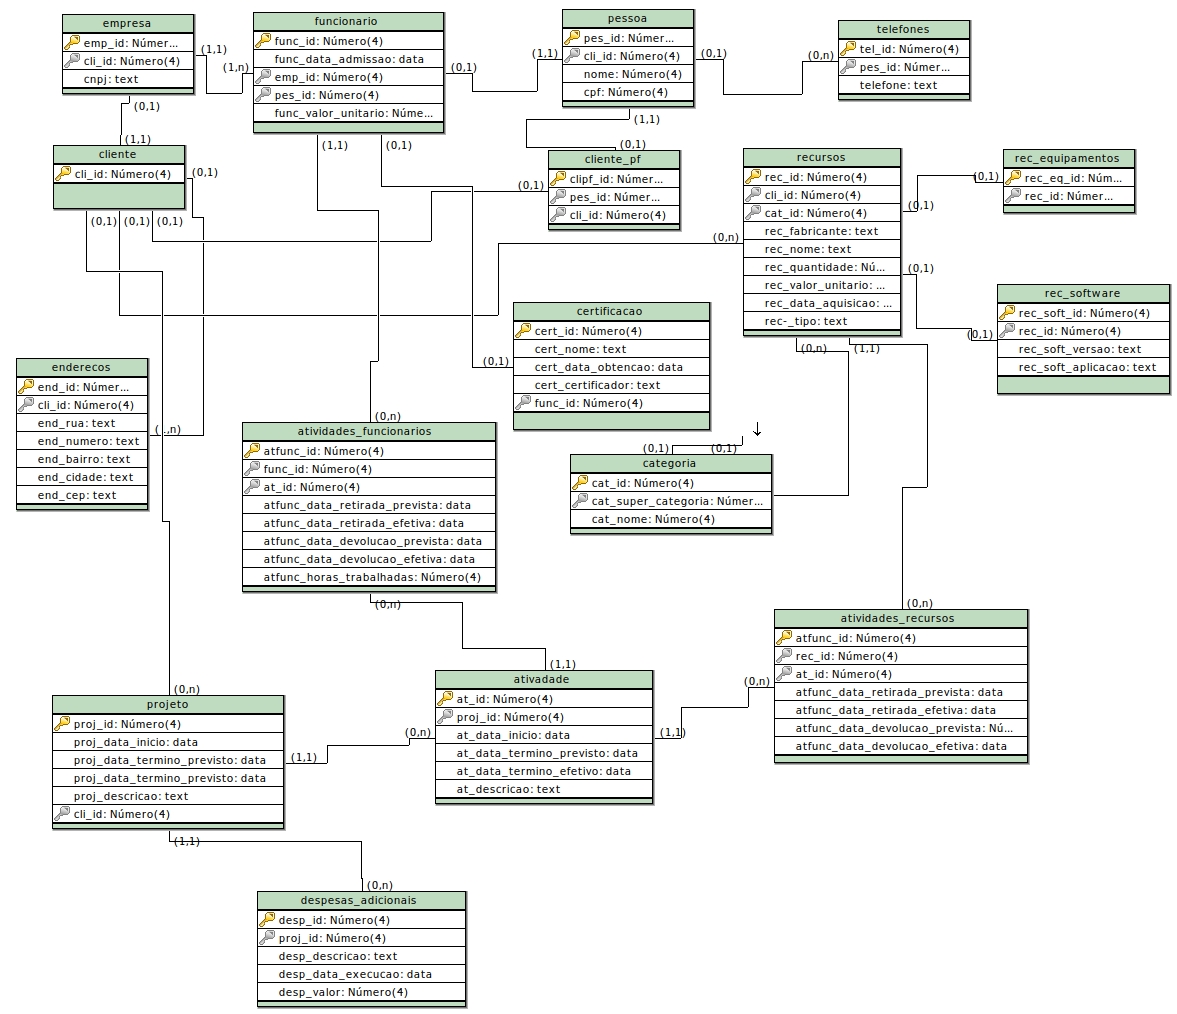 empresa
emp_id: Númer...
cli_id: Número(4)
cnpj: text
(1,1)
(1,n)
(0,1)
(1,1)
funcionario
func_id: Número(4)
func_data_admissao: data
emp_id: Número(4)
pes_id: Número(4)
func_valor_unitario: Núme...
(0,1)
(1,1)
(1,1)
(0,1)
pessoa
pes_id: Númer...
cli_id: Número(4)
nome: Número(4)
cpf: Número(4)
(0,1)
(0,n)
(1,1)
(0,1)
telefones
tel_id: Número(4)
pes_id: Númer...
telefone: text
cliente
cli_id: Número(4)
(0,1)
(0,1)
(0,1)
(0,1)
cliente_pf
clipf_id: Númer...
pes_id: Númer...
cli_id: Número(4)
(0,1)
(0,n)
recursos
rec_id: Número(4)
cli_id: Número(4)
cat_id: Número(4)
rec_fabricante: text
rec_nome: text
rec_quantidade: Nú...
rec_valor_unitario: ...
rec_data_aquisicao: ...
rec-_tipo: text
(0,1)
(0,1)
(0,1)
(0,1)
(0,n)
(1,1)
rec_equipamentos
rec_eq_id: Núm...
rec_id: Númer...
rec_software
rec_soft_id: Número(4)
rec_id: Número(4)
rec_soft_versao: text
rec_soft_aplicacao: text
certificacao
cert_id: Número(4)
cert_nome: text
cert_data_obtencao: data
cert_certificador: text
func_id: Número(4)
(0,1)
enderecos
end_id: Númer...
cli_id: Número(4)
end_rua: text
end_numero: text
end_bairro: text
end_cidade: text
end_cep: text
(0,n)
atividades_funcionarios
atfunc_id: Número(4)
func_id: Número(4)
at_id: Número(4)
atfunc_data_retirada_prevista: data
atfunc_data_retirada_efetiva: data
atfunc_data_devolucao_prevista: data
atfunc_data_devolucao_efetiva: data
atfunc_horas_trabalhadas: Número(4)
(0,n)
(1,1)
(0,1)
(0,1)
categoria
cat_id: Número(4)
cat_super_categoria: Númer...
cat_nome: Número(4)
(0,n)
atividades_recursos
atfunc_id: Número(4)
rec_id: Número(4)
at_id: Número(4)
atfunc_data_retirada_prevista: data
atfunc_data_retirada_efetiva: data
atfunc_data_devolucao_prevista: Nú...
atfunc_data_devolucao_efetiva: data
(0,n)
(1,1)
ativadade
at_id: Número(4)
proj_id: Número(4)
at_data_inicio: data
at_data_termino_previsto: data
at_data_termino_efetivo: data
at_descricao: text
(0,n)
(1,1)
(0,n)
projeto
proj_id: Número(4)
proj_data_inicio: data
proj_data_termino_previsto: data
proj_data_termino_previsto: data
proj_descricao: text
cli_id: Número(4)
(1,1)
(0,n)
despesas_adicionais
desp_id: Número(4)
proj_id: Número(4)
desp_descricao: text
desp_data_execucao: data
desp_valor: Número(4)